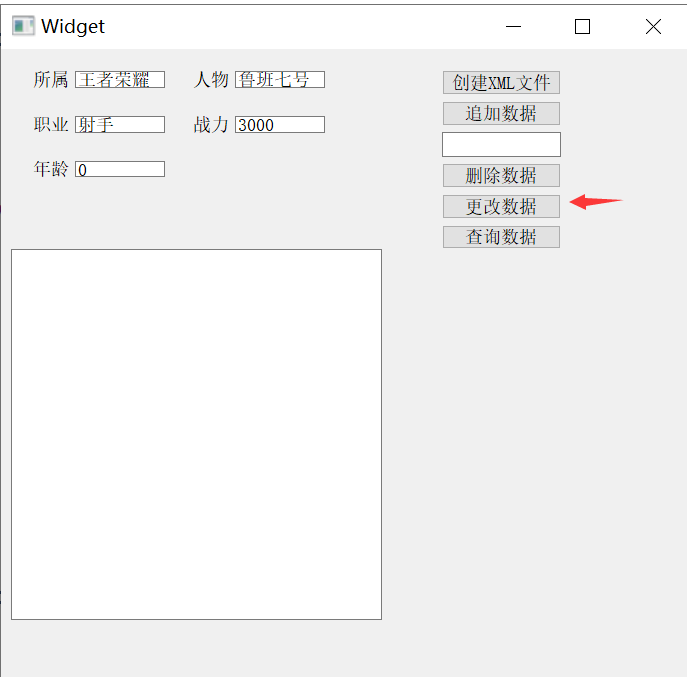 Widget
所属 王者荣耀 人物 鲁班七号
职业 射手 战力 3000
年龄 0
创建XML文件
追加数据
删除数据
更改数据
查询数据